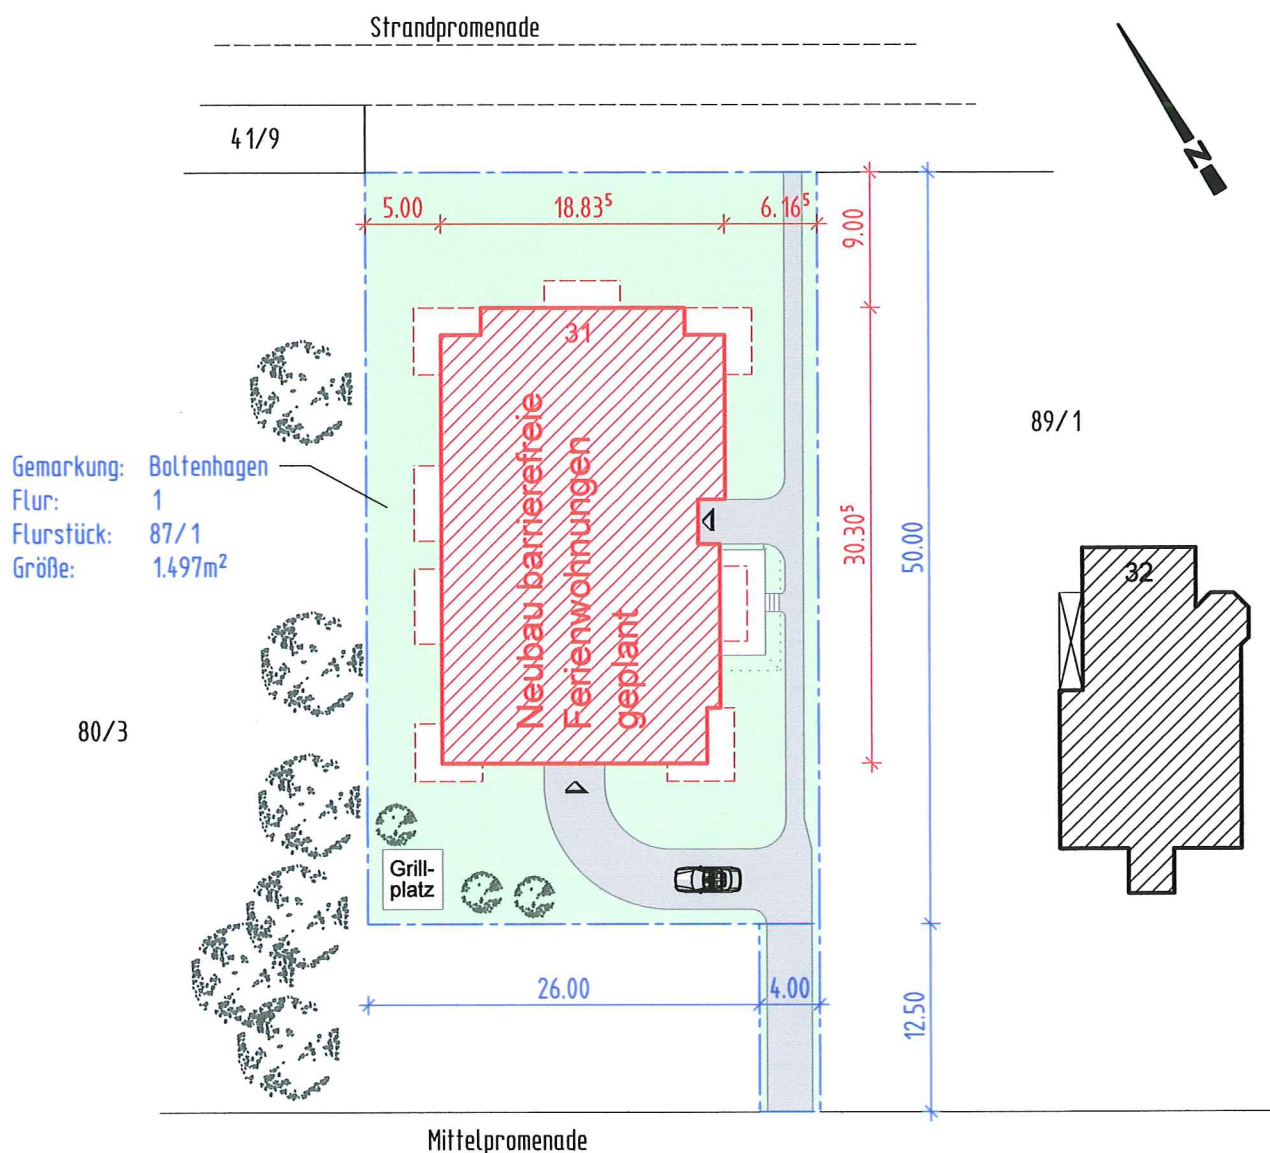 Strandpromenade
41/9
N
5.00
18.83⁵
6.16⁵
9.00
31
89/1
Neubau barrierefreie
Ferienwohnungen
geplant
Gemarkung: Boltenhagen
Flur: 1
Flurstück: 87/1
Größe: 1.497m²
30.30⁵
50.00
32
80/3
Grill-
platz
26.00
4.00
12.50
Mittelpromenade